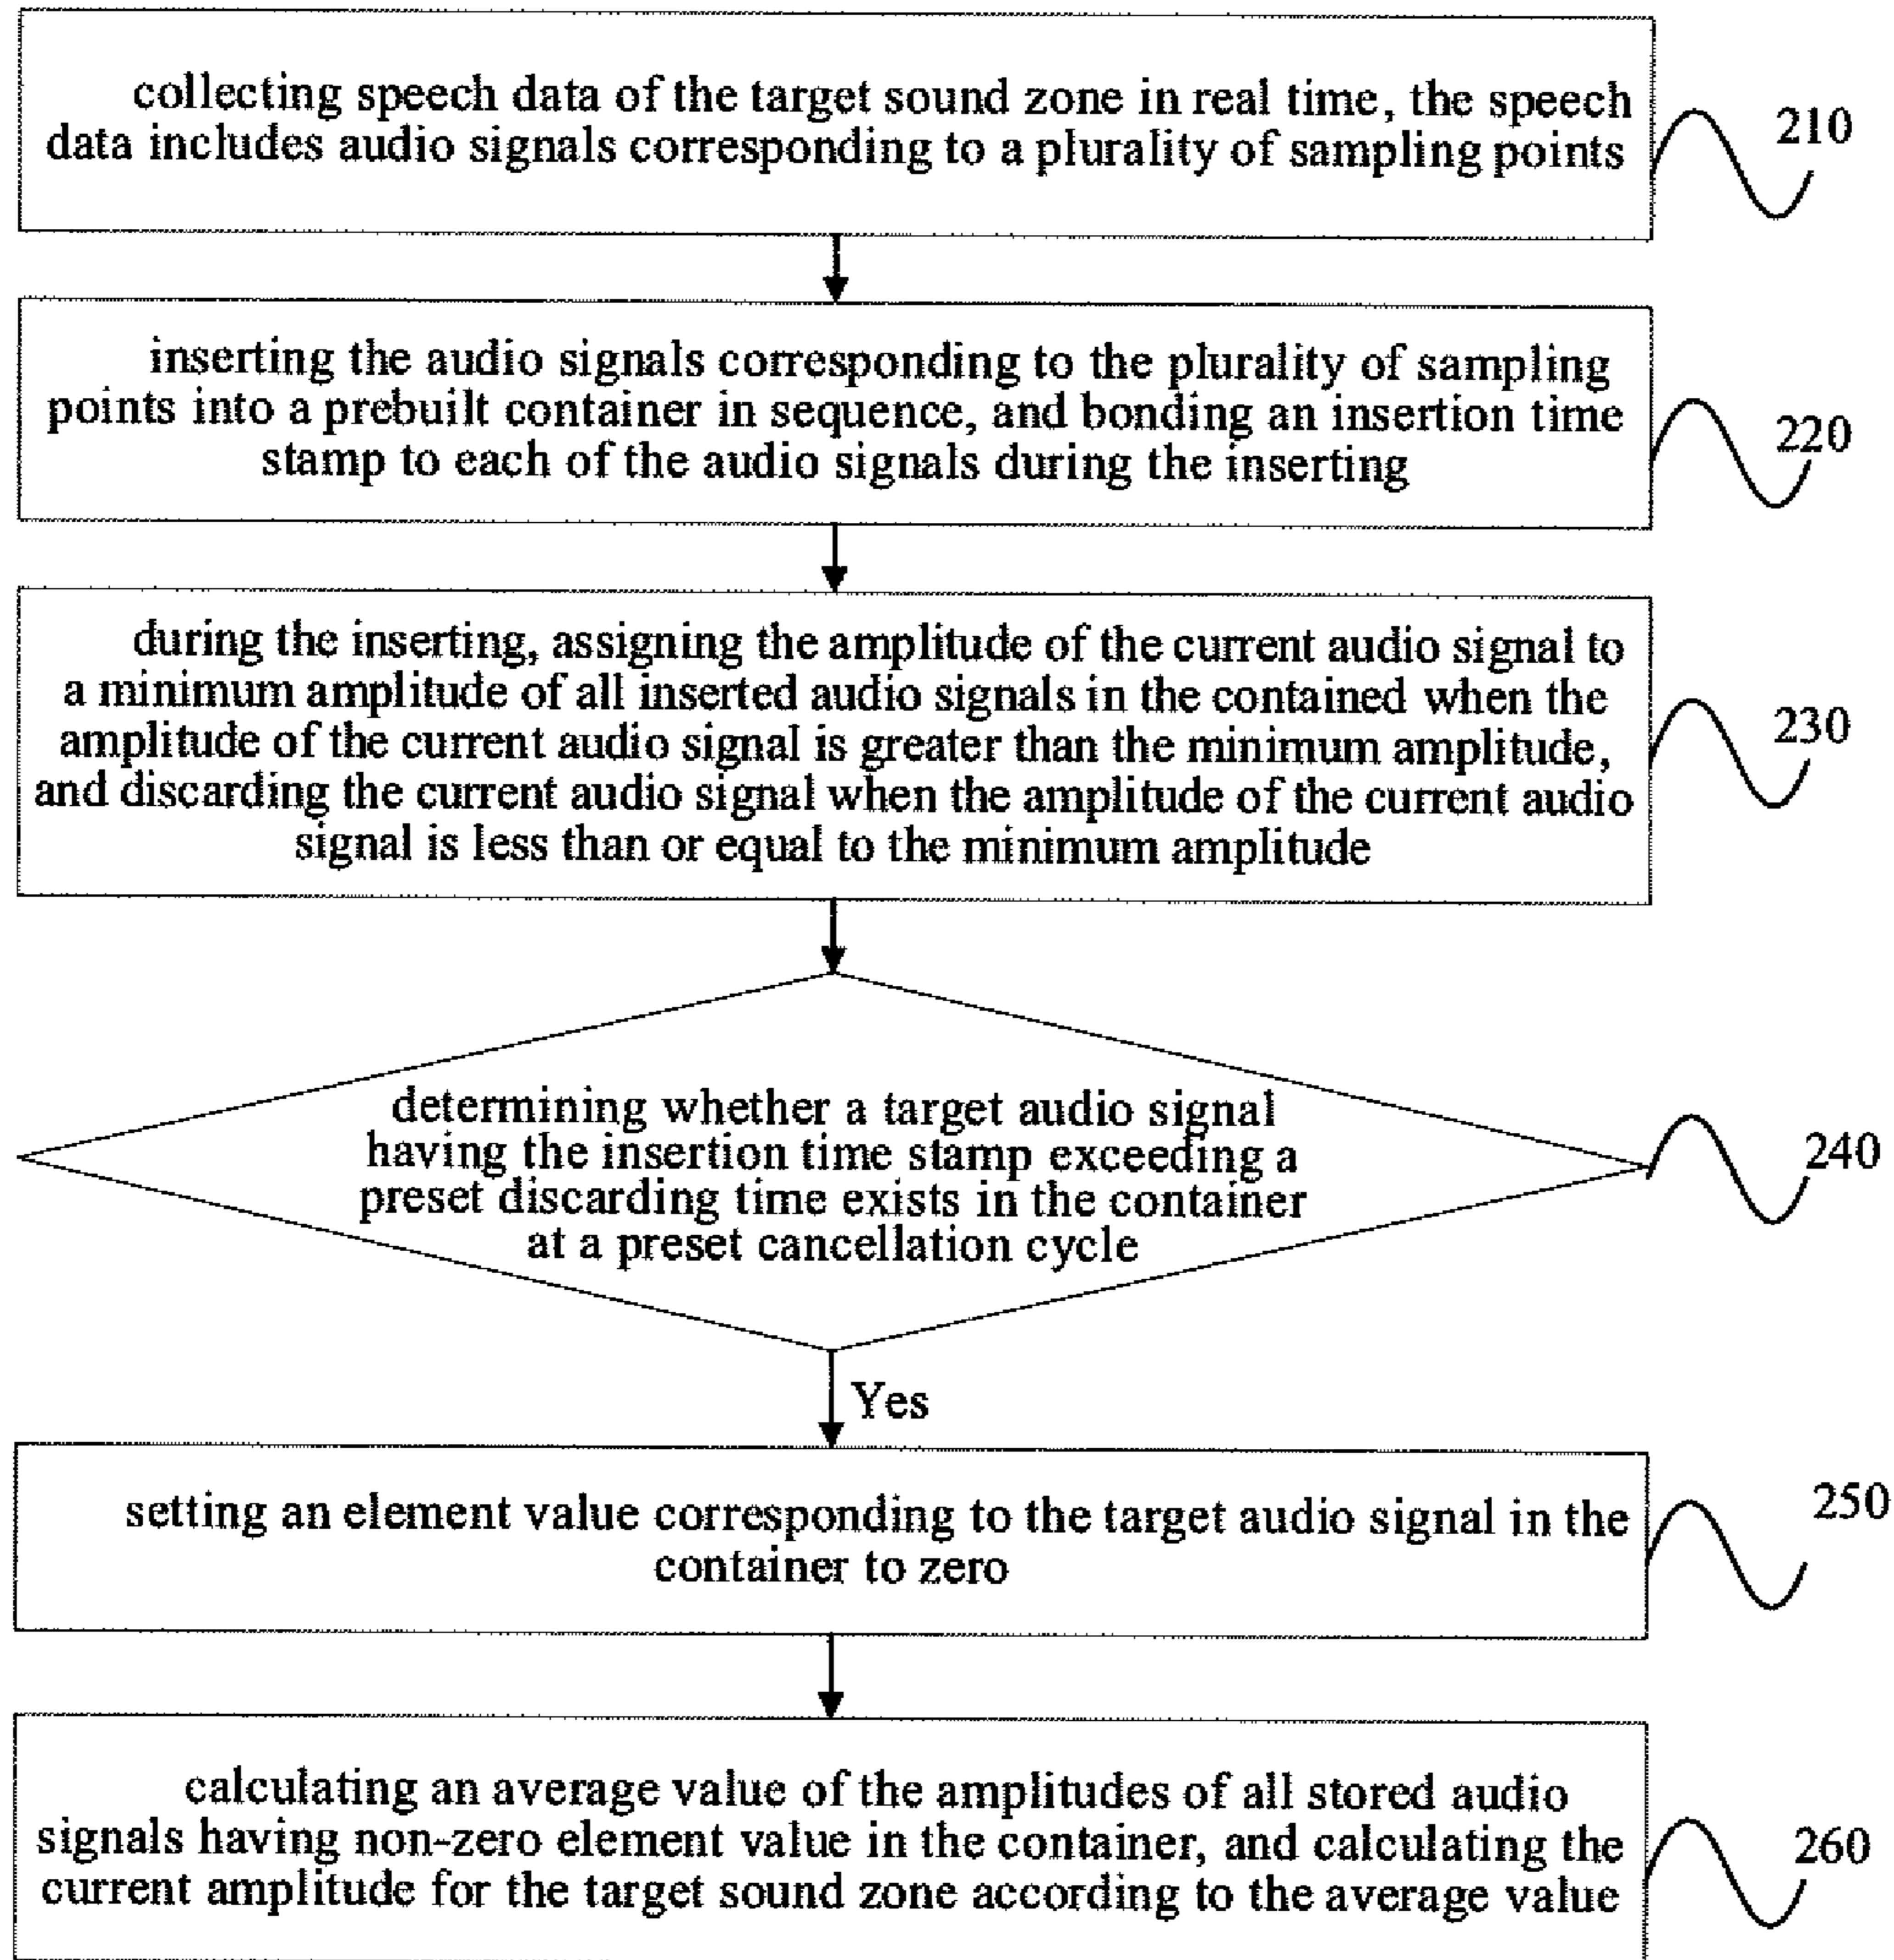 collecting speech data of the target sound zone in real time, the speech
data includes audio signals corresponding to a plurality of sampling points
210
inserting the audio signals corresponding to the plurality of sampling
points into a prebuilt container in sequence, and bonding an insertion time
stamp to each of the audio signals during the inserting
220
during the inserting, assigning the amplitude of the current audio signal to
a minimum amplitude of all inserted audio signals in the contained when the
amplitude of the current audio signal is greater than the minimum amplitude,
and discarding the current audio signal when the amplitude of the current audio
signal is less than or equal to the minimum amplitude
230
determining whether a target audio signal
having the insertion time stamp exceeding a
preset discarding time exists in the container
at a preset cancellation cycle
240
Yes
setting an element value corresponding to the target audio signal in the
container to zero
250
calculating an average value of the amplitudes of all stored audio
signals having non-zero element value in the container, and calculating the
current amplitude for the target sound zone according to the average value
260